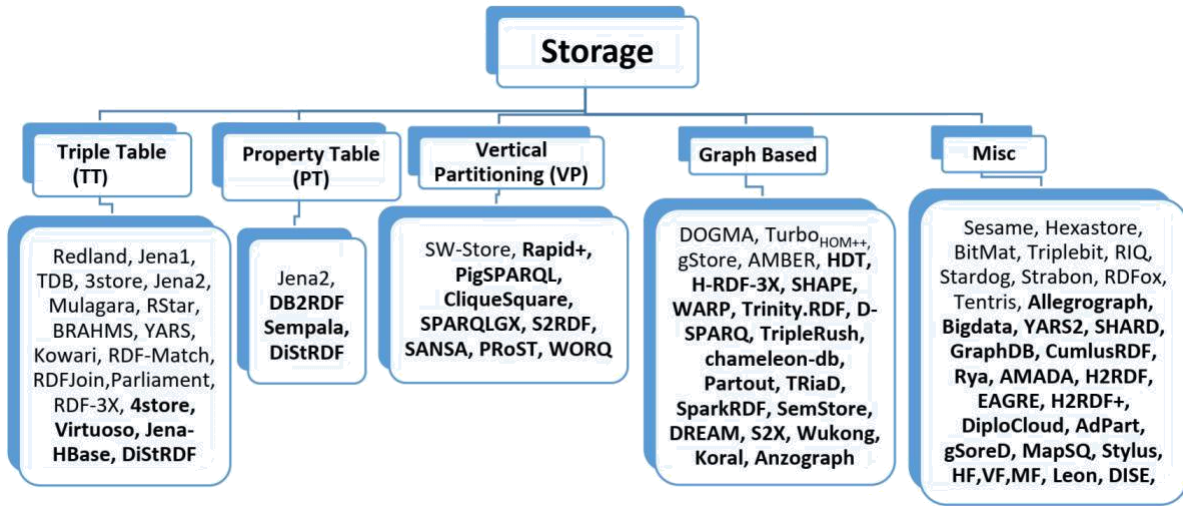 Storage
Triple Table
(TT)
Property Table
(PT)
Vertical
Partitioning (VP)
Graph Based
Misc
Redland, Jena1,
TDB, 3store, Jena2,
Mulagara, RStar,
BRAHMS, YARS,
Kowari, RDF-Match,
RDFJoin,Parliament,
RDF-3X, 4store,
Virtuoso, Jena-
HBase, DiStRDF
Jena2,
DB2RDF
Sempala,
DiStRDF
SW-Store, Rapid+,
PigSPARQL,
CliqueSquare,
SPARQLGX, S2RDF,
SANSA, PRoST, WORQ
DOGMA, TurboHOM++,
gStore, AMBER, HDT,
H-RDF-3X, SHAPE,
WARP, Trinity.RDF, D-
SPARQ, TripleRush,
chameleon-db,
Partout, TRiaD,
SparkRDF, SemStore,
DREAM, S2X, Wukong,
Koral, Anzograph
Sesame, Hexastore,
BitMat, Triplebit, RIQ,
Stardog, Strabon, RDFox,
Tentris, Allegrograph,
Bigdata, YARS2, SHARD,
GraphDB, CumlusRDF,
Rya, AMADA, H2RDF,
EAGRE, H2RDF+,
DiploCloud, AdPart,
gSoreD, MapSQ, Stylus,
HF,VF,MF, Leon, DISE,